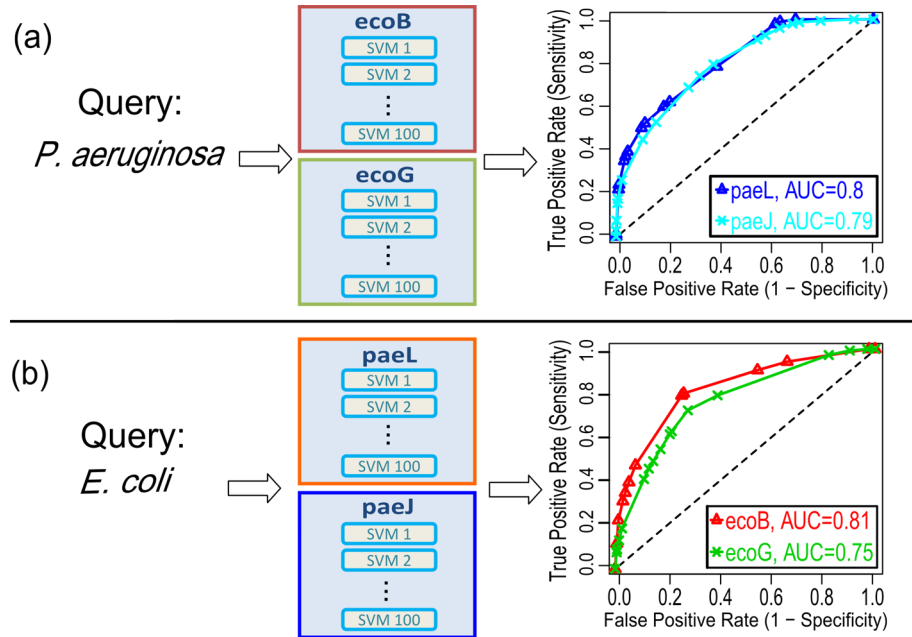 (a)
Query:
P. aeruginosa
ecoB
SVM 1
SVM 2
SVM 100
ecoG
SVM 1
SVM 2
SVM 100
True Positive Rate (Sensitivity)
1.0
0.8
0.6
0.4
0.2
0.0
paeL, AUC=0.8
paeJ, AUC=0.79
0.0 0.2 0.4 0.6 0.8 1.0
False Positive Rate (1 − Specificity)
(b)
Query:
E. coli
paeL
SVM 1
SVM 2
SVM 100
paeJ
SVM 1
SVM 2
SVM 100
True Positive Rate (Sensitivity)
1.0
0.8
0.6
0.4
0.2
0.0
ecoB, AUC=0.81
ecoG, AUC=0.75
0.0 0.2 0.4 0.6 0.8 1.0
False Positive Rate (1 − Specificity)